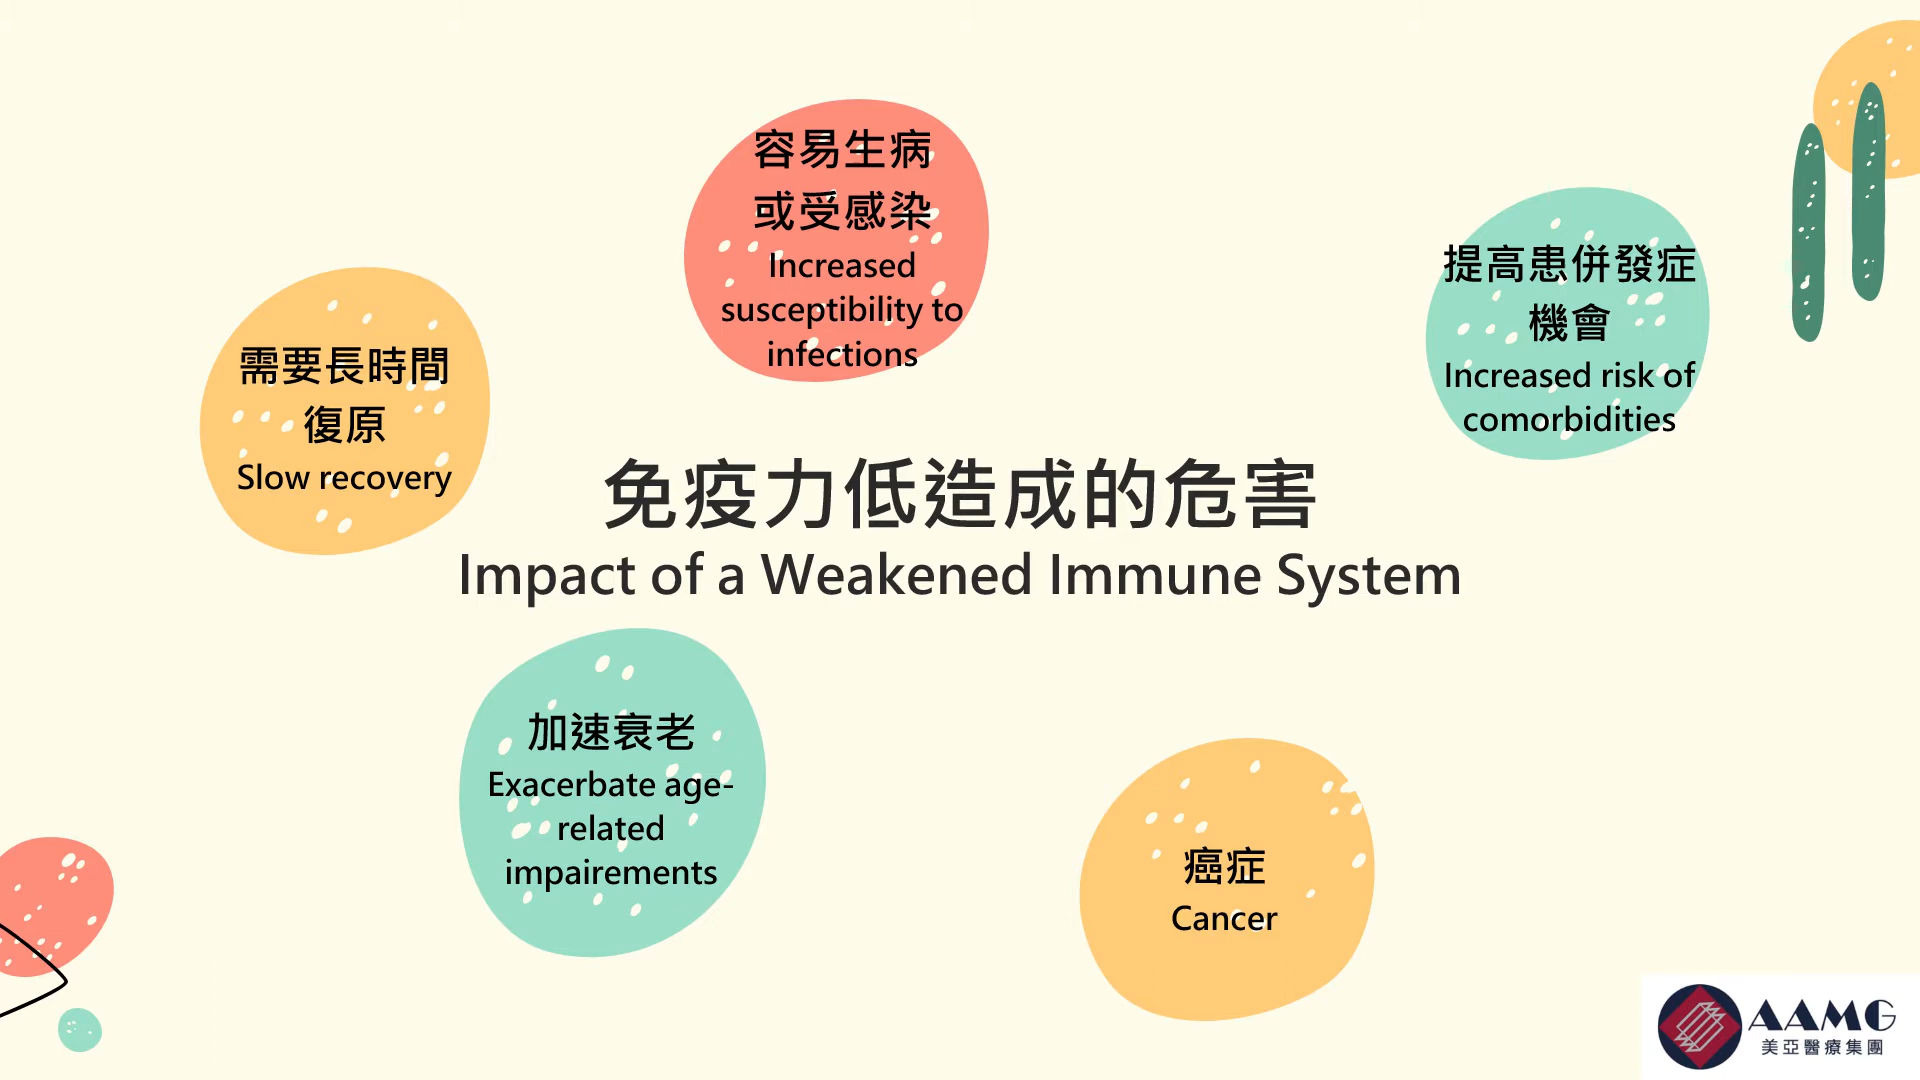 容易生病
或受感染
Increased
susceptibility to
infections
提高患併發症
機會
Increased risk of
comorbidities
需要長時間
復原
Slow recovery
免疫力低造成的危害
Impact of a Weakened Immune System
加速衰老
Exacerbate age-
related
impairements
癌症
Cancer
AAMG
美亞醫療集團